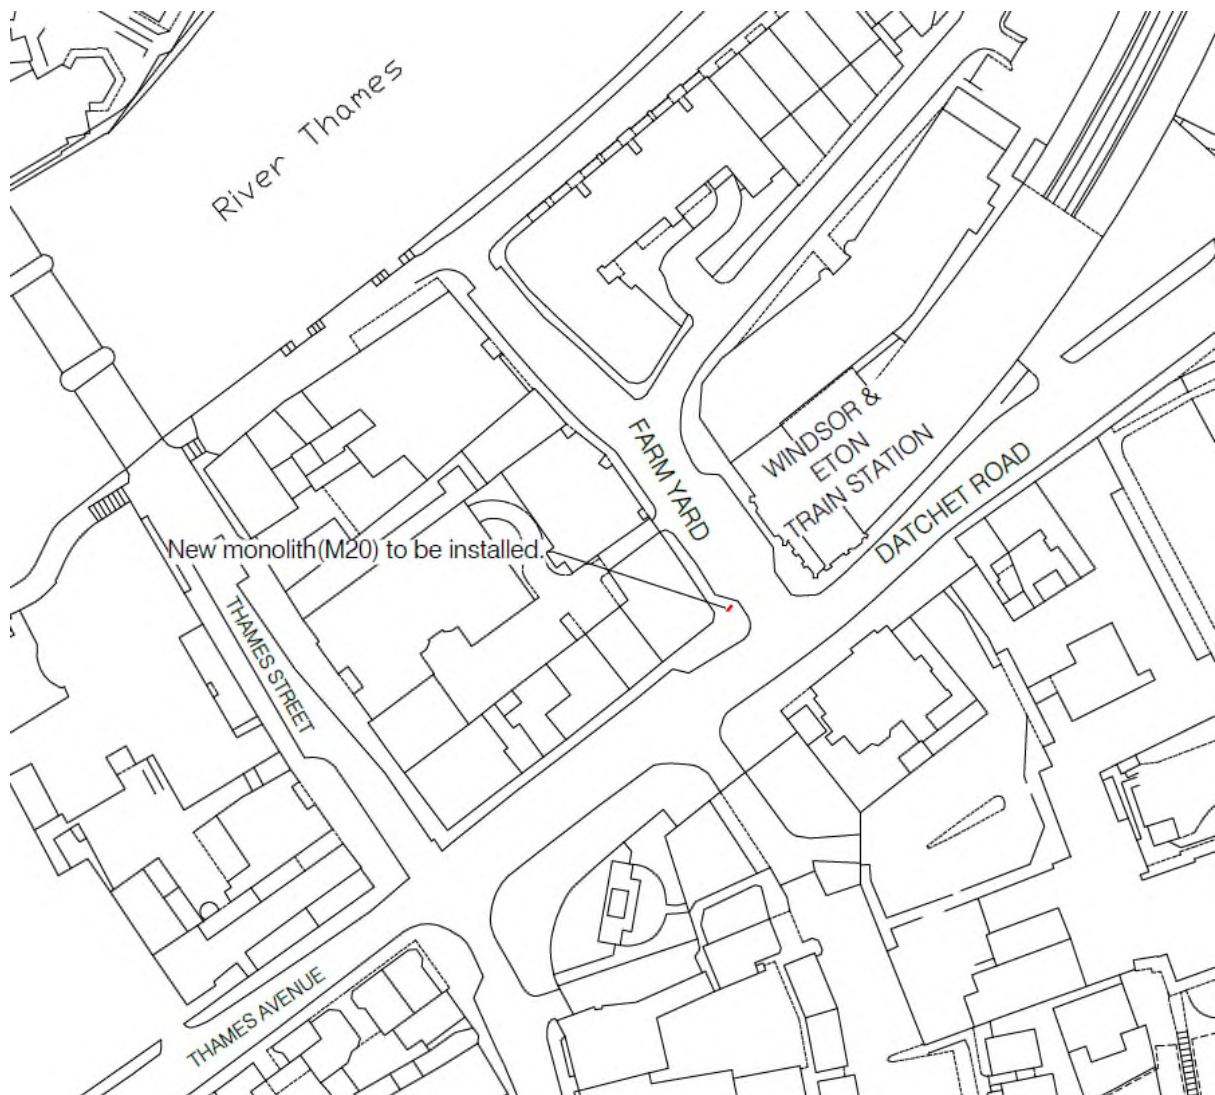 River Thames
FARM YARD
WINDSOR &
ETON
TRAIN STATION
DATCHET ROAD
New monolith(M20) to be installed.
THAMES STREET
THAMES AVENUE